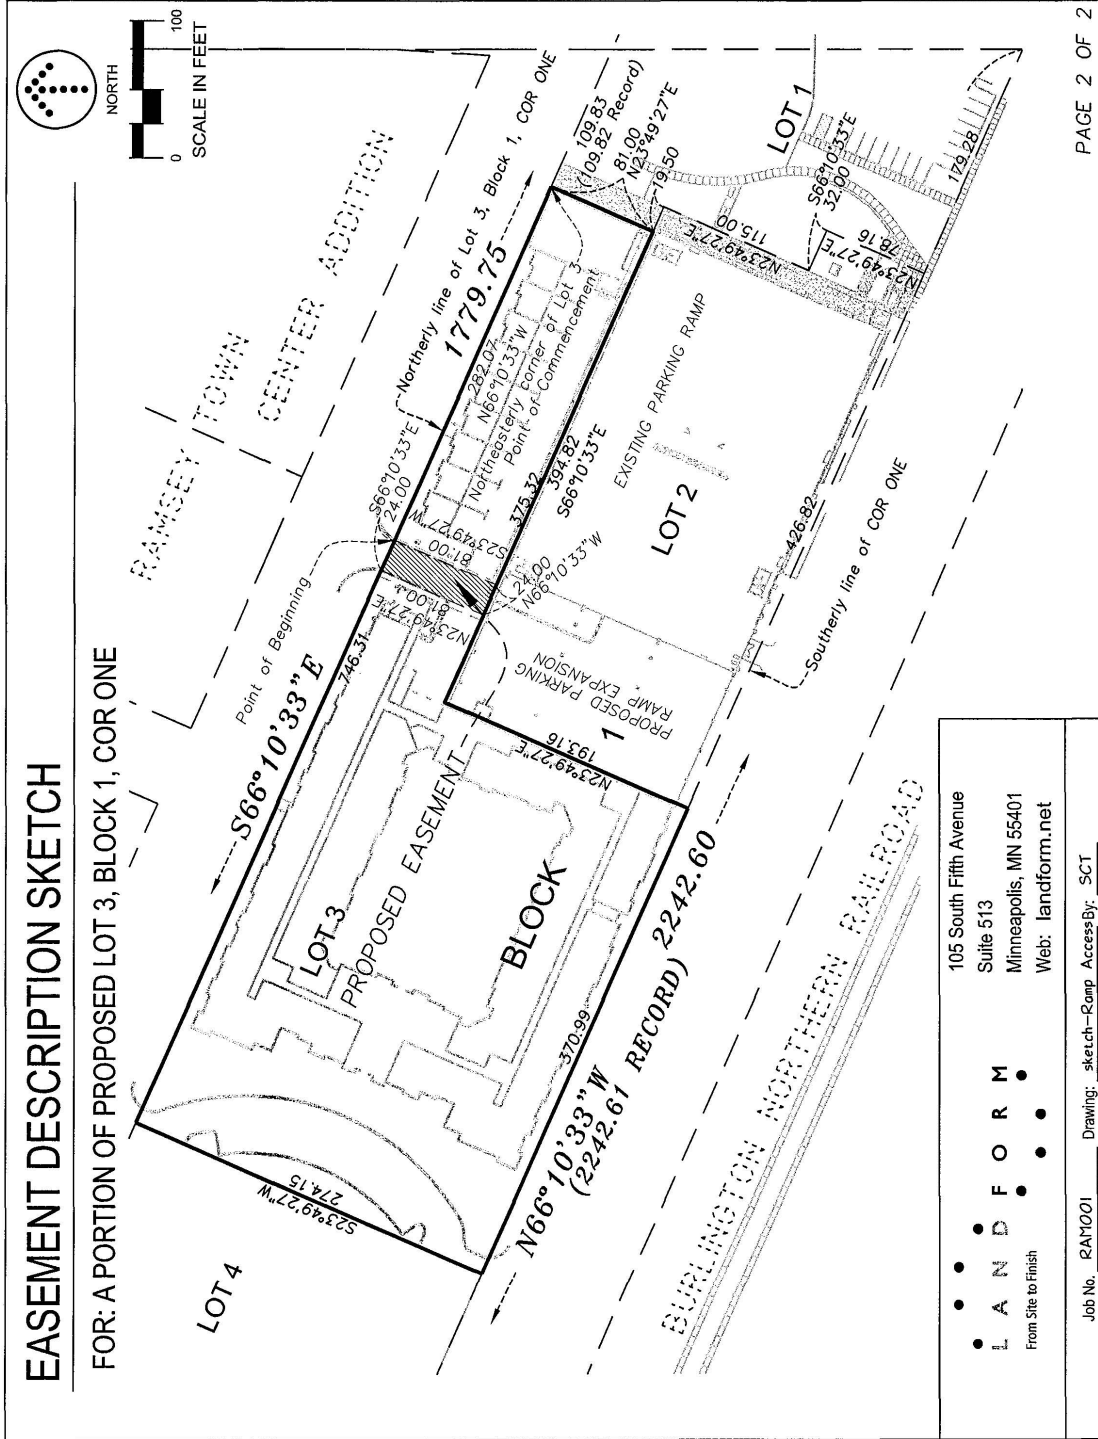 EASEMENT DESCRIPTION SKETCH
FOR: A PORTION OF PROPOSED LOT 3, BLOCK 1, COR ONE
NORTH
0
100
SCALE IN FEET
RAMSEY TOWN
CENTER ADDITION
S66°10'33"E
1779.75
Northerly line of Lot 3, Block 1, COR ONE
Point of Beginning
S66°10'33"E
24.00
746.31
282.07
N66°10'33"W
Northeasterly corner of Lot 3
Point of Commencement
109.83
(109.82 Record)
81.00
N23°49'27"E
19.50
S23°49'27"W
81.00
N23°49'27"E
81.00
375.32
394.82
S66°10'33"E
24.00
N66°10'33"W
EXISTING PARKING RAMP
LOT 1
S66°10'33"E
32.00
N23°49'27"E
115.00
N23°49'27"E
78.16
179.28
LOT 2
426.82
Southerly line of COR ONE
PROPOSED PARKING
RAMP EXPANSION
LOT 3
PROPOSED EASEMENT
BLOCK 1
N23°49'27"E
193.16
370.99
S23°49'27"W
274.15
LOT 4
N66°10'33"W 2242.60
(2242.61 RECORD)
BURLINGTON NORTHERN RAILROAD
LANDFORM
From Site to Finish
105 South Fifth Avenue
Suite 513
Minneapolis, MN 55401
Web: landform.net
Job No. RAM001 Drawing: sketch-Ramp Access By: SCT
PAGE 2 OF 2